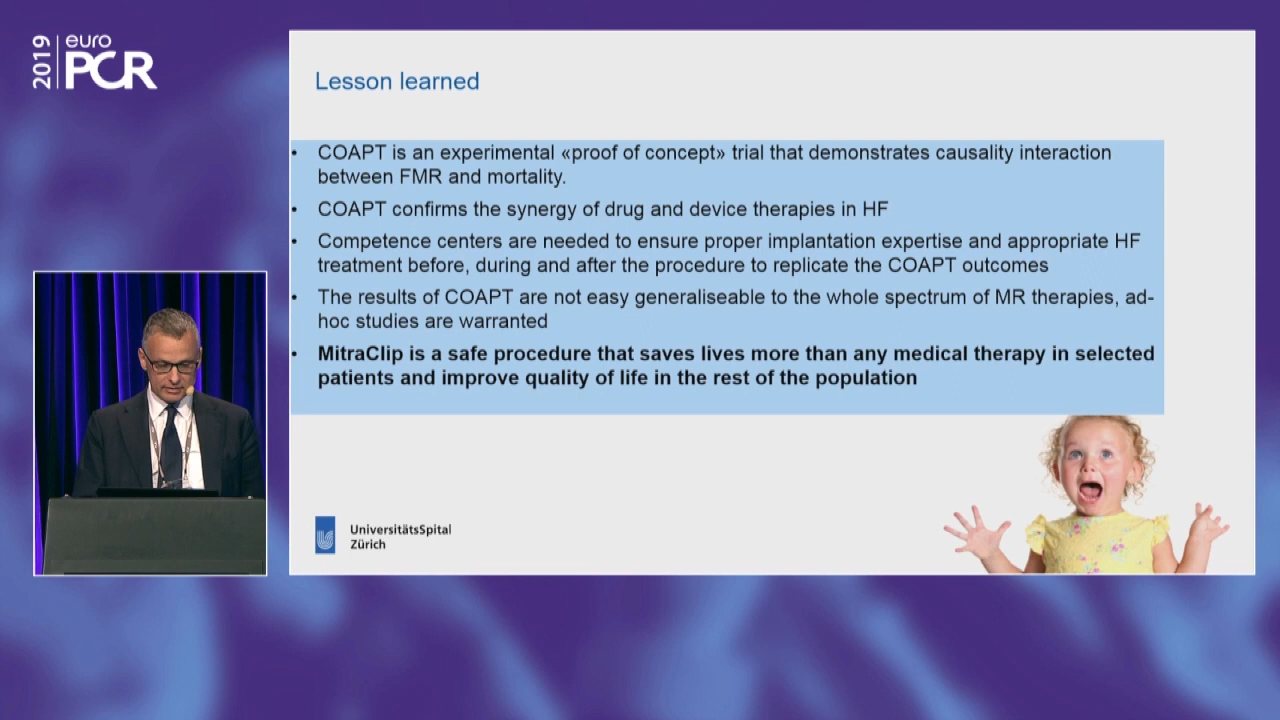 2019
euro
PCR
Lesson learned
• COAPT is an experimental «proof of concept» trial that demonstrates causality interaction
between FMR and mortality.
• COAPT confirms the synergy of drug and device therapies in HF
• Competence centers are needed to ensure proper implantation expertise and appropriate HF
treatment before, during and after the procedure to replicate the COAPT outcomes
• The results of COAPT are not easy generaliseable to the whole spectrum of MR therapies, ad-
hoc studies are warranted
• MitraClip is a safe procedure that saves lives more than any medical therapy in selected
patients and improve quality of life in the rest of the population
UniversitätsSpital
Zürich